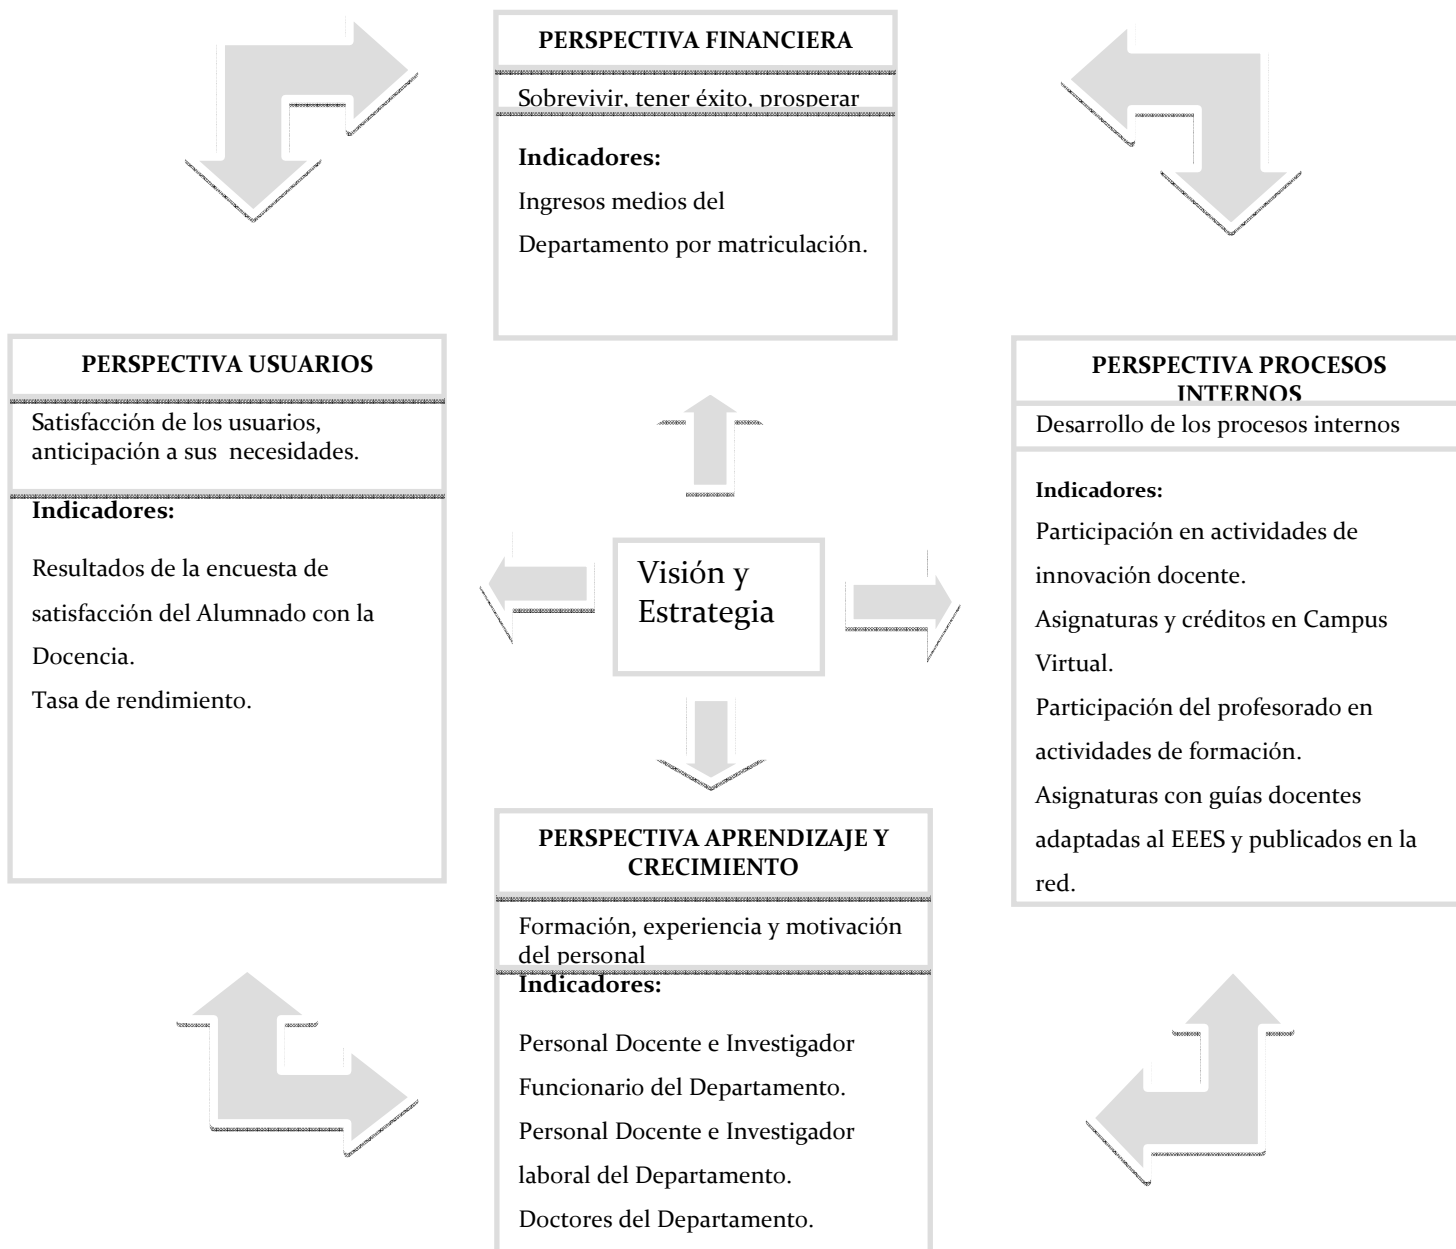 PERSPECTIVA FINANCIERA
Sobrevivir, tener éxito, prosperar
Indicadores:
Ingresos medios del
Departamento por matriculación.
PERSPECTIVA USUARIOS
Satisfacción de los usuarios,
anticipación a sus necesidades.
Indicadores:
Resultados de la encuesta de
satisfacción del Alumnado con la
Docencia.
Tasa de rendimiento.
Visión y
Estrategia
PERSPECTIVA PROCESOS
INTERNOS
Desarrollo de los procesos internos
Indicadores:
Participación en actividades de
innovación docente.
Asignaturas y créditos en Campus
Virtual.
Participación del profesorado en
actividades de formación.
Asignaturas con guías docentes
adaptadas al EEES y publicados en la
red.
PERSPECTIVA APRENDIZAJE Y
CRECIMIENTO
Formación, experiencia y motivación
del personal
Indicadores:
Personal Docente e Investigador
Funcionario del Departamento.
Personal Docente e Investigador
laboral del Departamento.
Doctores del Departamento.